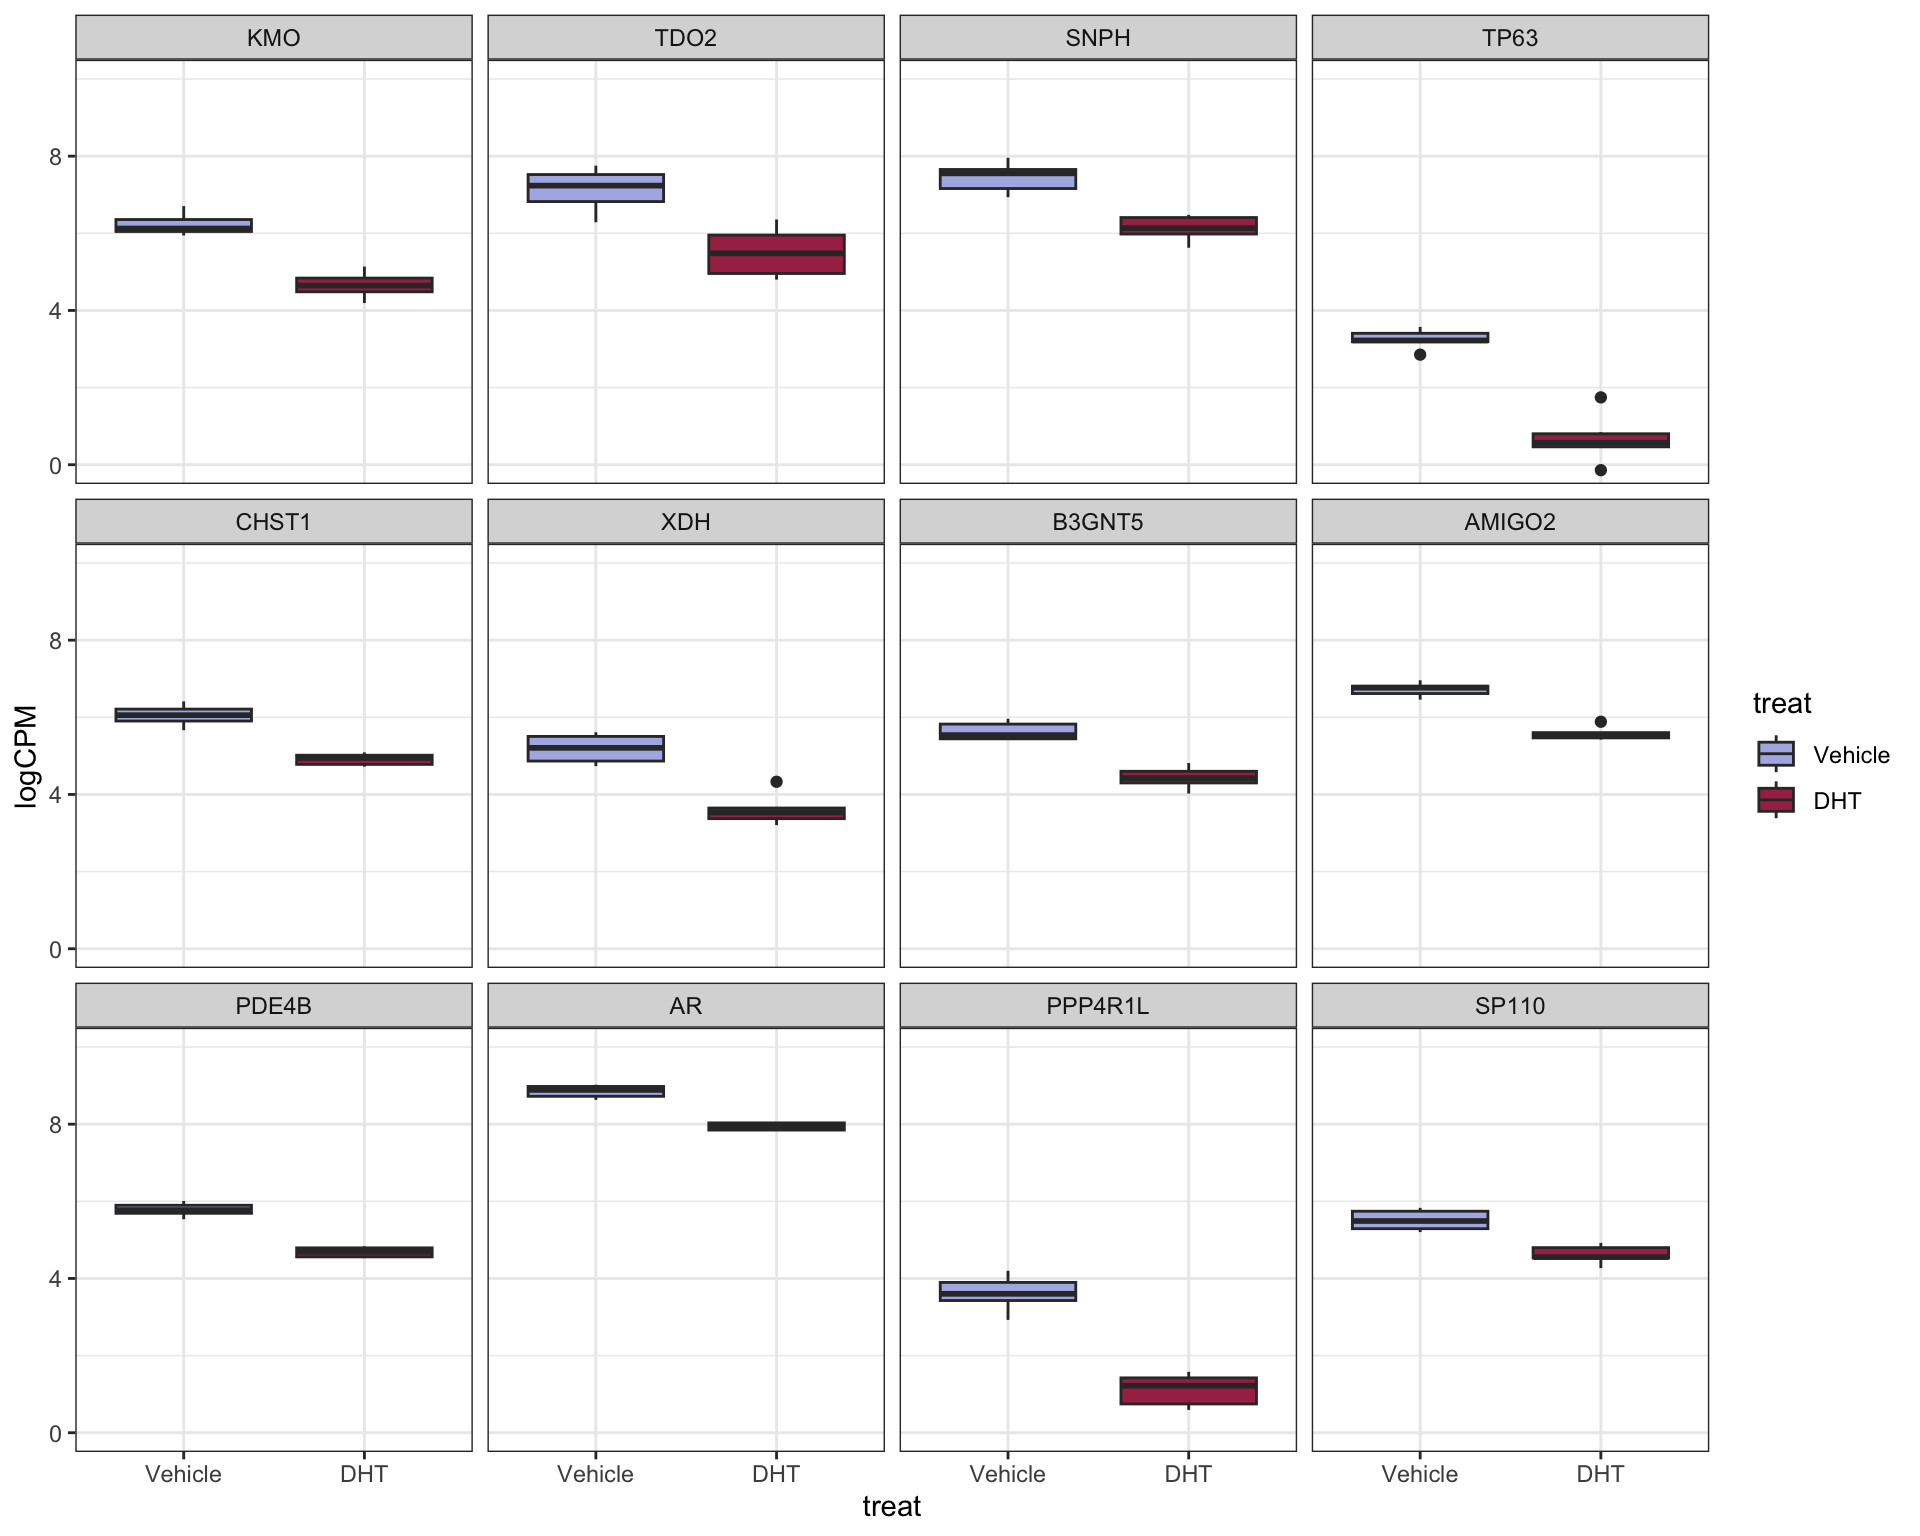 KMO TDO2 SNPH TP63
8
4
0
CHST1 XDH B3GNT5 AMIGO2
8
4
0
logCPM
treat
Vehicle
DHT
PDE4B AR PPP4R1L SP110
8
4
0
Vehicle DHT Vehicle DHT Vehicle DHT Vehicle DHT
treat